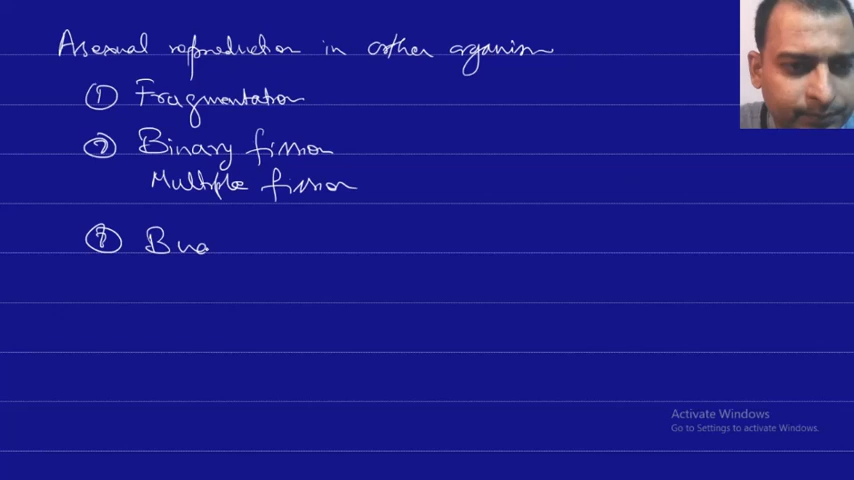 Asexual reproduction in other organism
① Fragmentation
② Binary fission
Multiple fission
③ Bud
Activate Windows
Go to Settings to activate Windows.